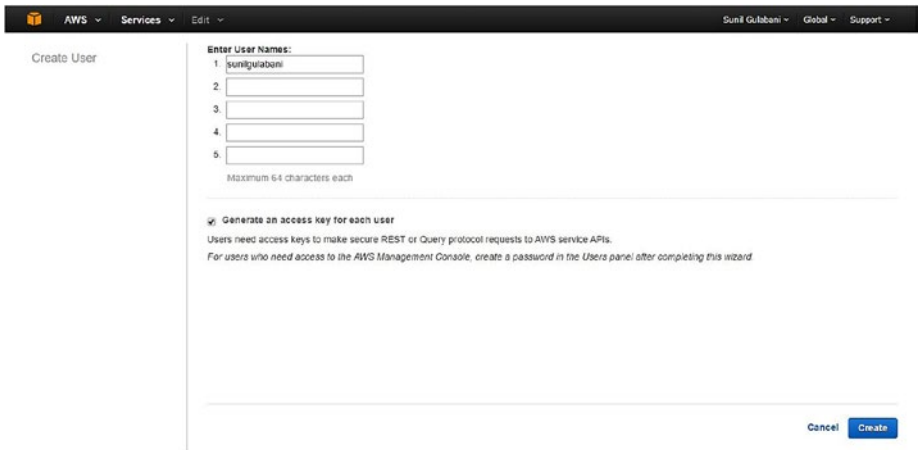 AWS Services Edit Sunil Gulabani Global Support
Create User
Enter User Names:
1. sunilgulabani
2.
3.
4.
5.
Maximum 64 characters each
Generate an access key for each user
Users need access keys to make secure REST or Query protocol requests to AWS service APIs.
For users who need access to the AWS Management Console, create a password in the Users panel after completing this wizard.
Cancel Create